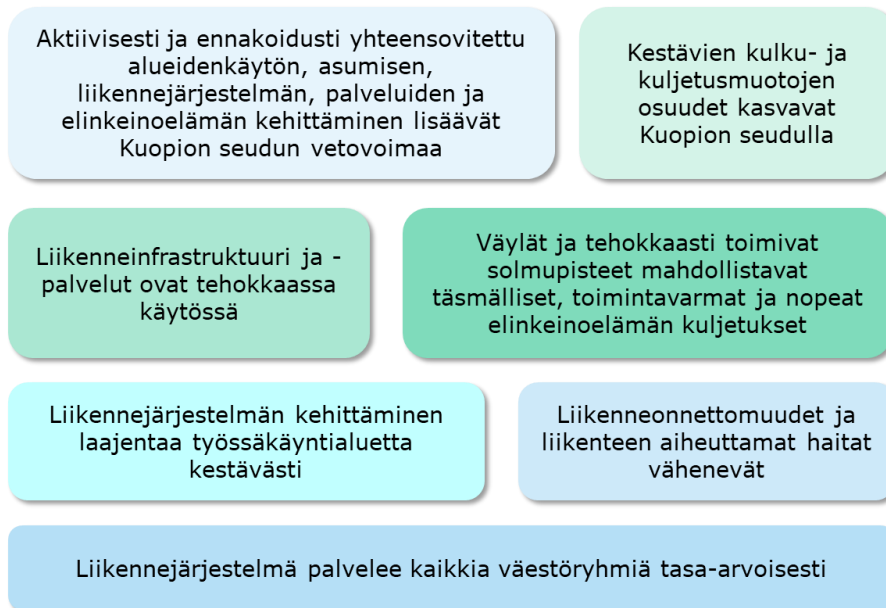 Aktiivisesti ja ennakoidusti yhteensovitettu
alueidenkäytön, asumisen,
liikennejärjestelmän, palveluiden ja
elinkeinoelämän kehittäminen lisäävät
Kuopion seudun vetovoimaa
Kestävien kulku- ja
kuljetusmuotojen
osuudet kasvavat
Kuopion seudulla
Liikenneinfrastruktuuri ja -
palvelut ovat tehokkaassa
käytössä
Väylät ja tehokkaasti toimivat
solmupisteet mahdollistavat
täsmälliset, toimintavarmat ja nopeat
elinkeinoelämän kuljetukset
Liikennejärjestelmän kehittäminen
laajentaa työssäkäyntialuetta
kestävästi
Liikenneonnettomuudet ja
liikenteen aiheuttamat haitat
vähenevät
Liikennejärjestelmä palvelee kaikkia väestöryhmiä tasa-arvoisesti